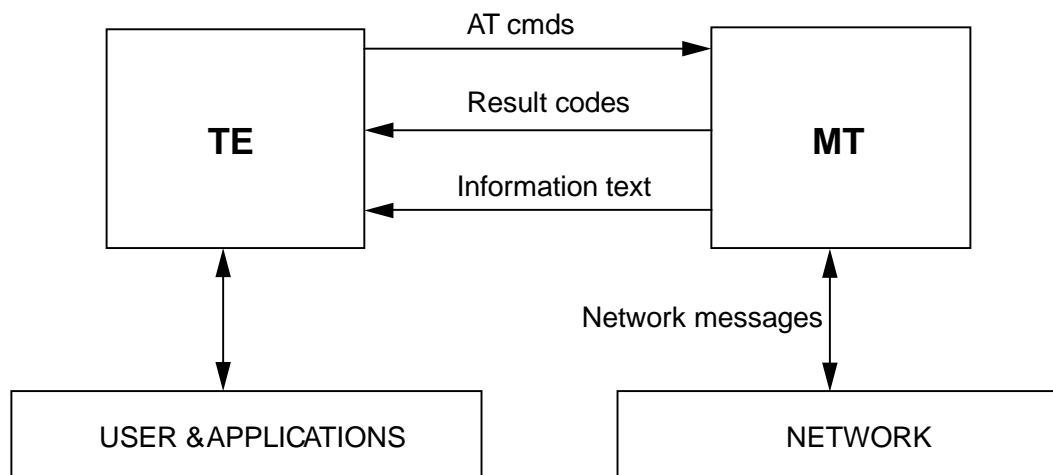 AT cmds
Result codes
TE
MT
Information text
Network messages
USER & APPLICATIONS
NETWORK